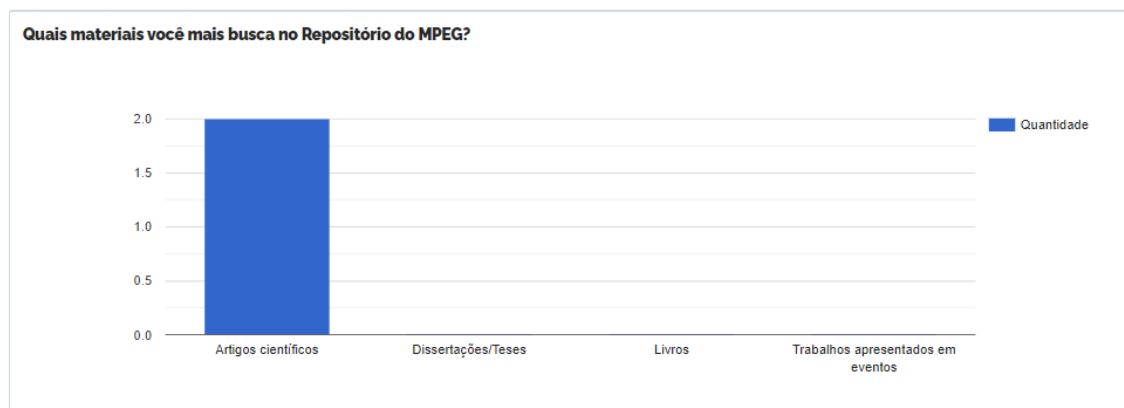 Quais materiais você mais busca no Repositório do MPEG?
2.0
1.5
1.0
0.5
0.0
Quantidade
Artigos científicos
Dissertações/Teses
Livros
Trabalhos apresentados em
eventos